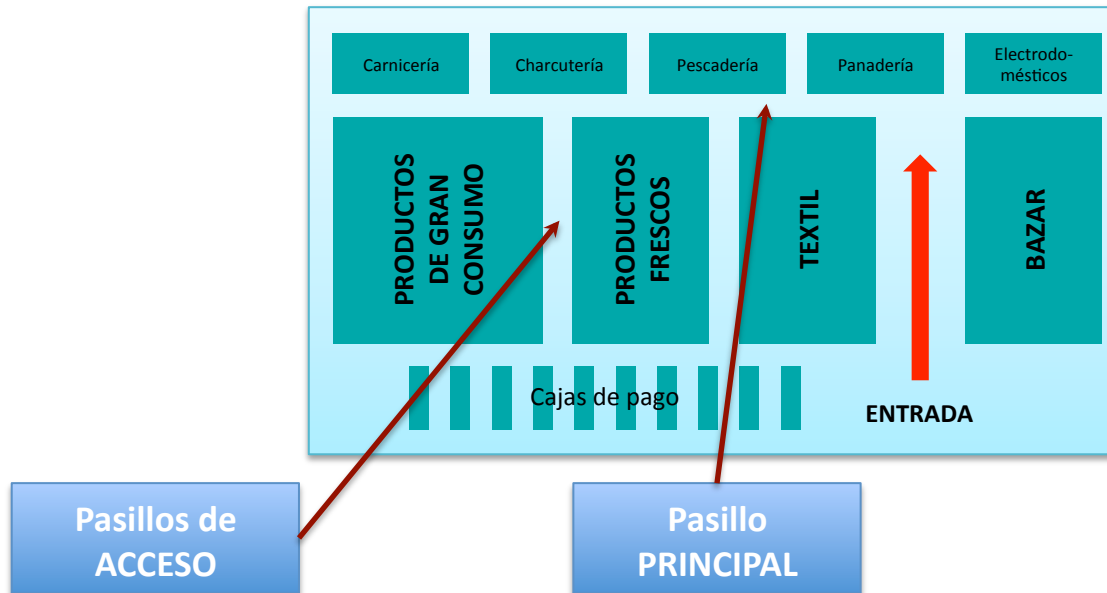 Carnicería
Charcutería
Pescadería
Panadería
Electrodo-
mésticos
PRODUCTOS
DE GRAN
CONSUMO
PRODUCTOS
FRESCOS
TEXTIL
BAZAR
Cajas de pago
ENTRADA
Pasillos de
ACCESO
Pasillo
PRINCIPAL